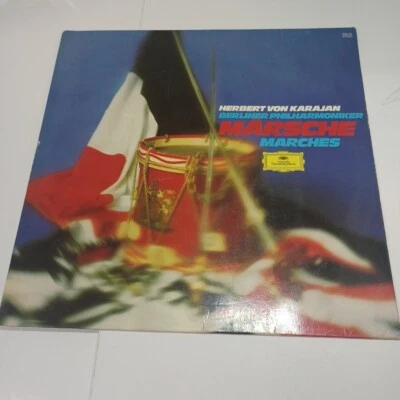 HERBERT VON KARAJAN
BERLINER PHILHARMONIKER
MÄRSCHE
MARCHES